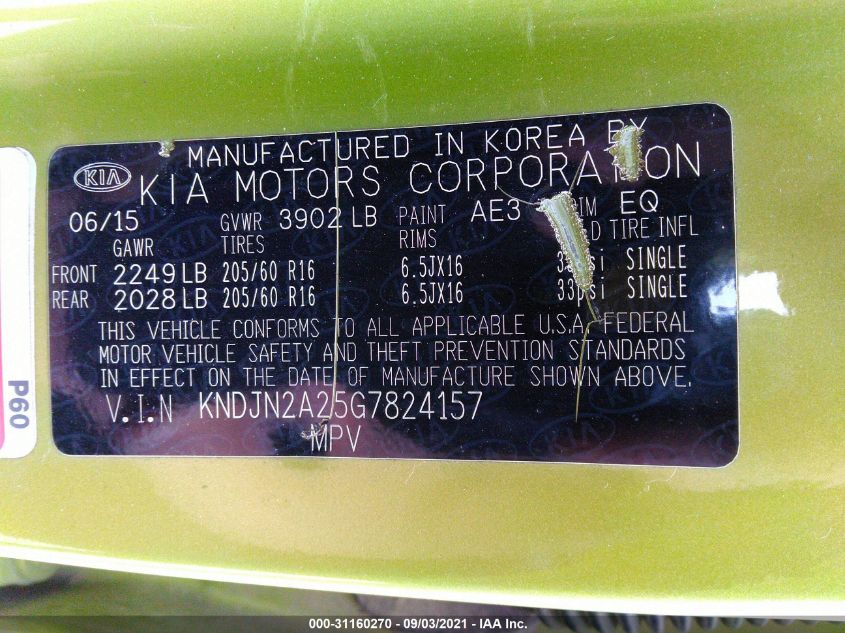 MANUFACTURED IN KOREA BY
KIA KIA MOTORS CORPORATION
06/15 GVWR 3902 LB PAINT AE3 EQ
GAWR TIRES RIMS TIRE INFL
FRONT 2249 LB 205/60 R16 6.5JX16 SINGLE
REAR 2028 LB 205/60 R16 6.5JX16 33psi SINGLE
THIS VEHICLE CONFORMS TO ALL APPLICABLE U.S.A. FEDERAL
MOTOR VEHICLE SAFETY AND THEFT PREVENTION STANDARDS
IN EFFECT ON THE DATE OF MANUFACTURE SHOWN ABOVE.
V.I.N KNDJN2A25G7824157
MPV
P60
000-31160270 - 09/03/2021 - IAA Inc.